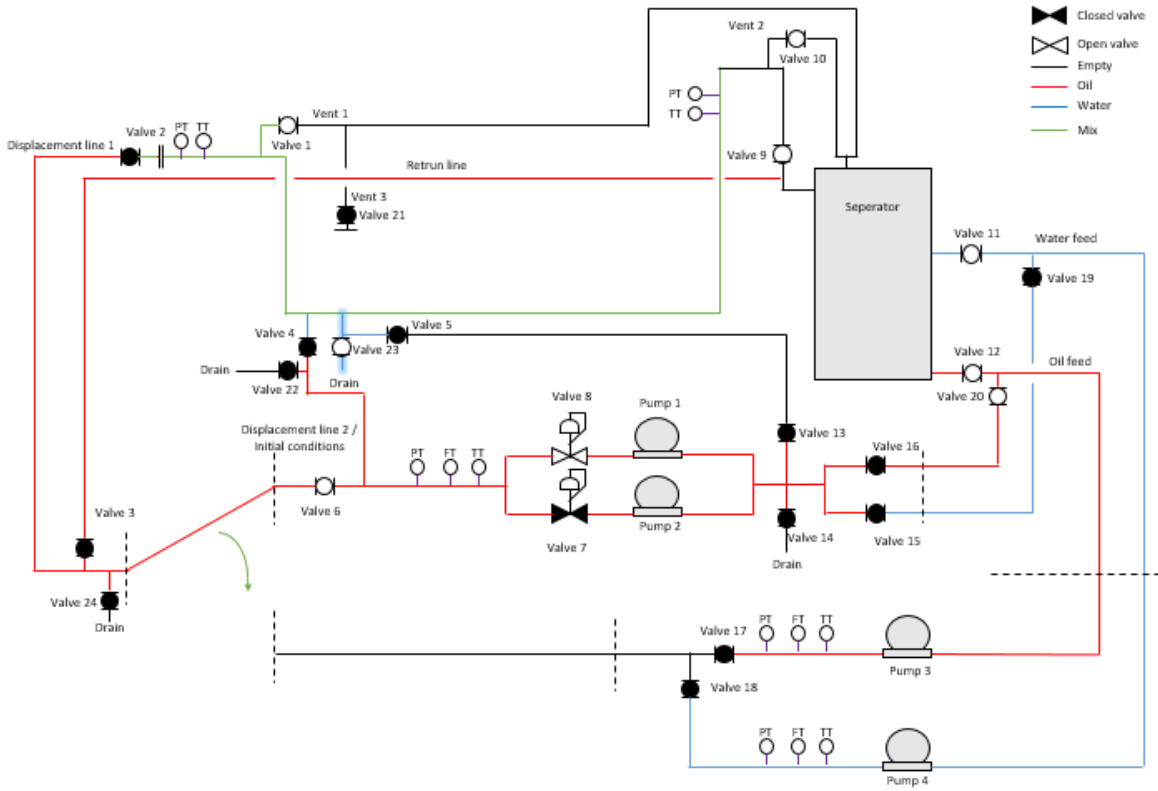 Closed valve
Vent 2
Open valve
Valve 10
Empty
Oil
Water
Mix
PT
TT
PT
TT
Vent 1
Valve 2
Displacement line 1
Valve 1
Valve 9
Retrun line
Vent 3
Valve 21
Seperator
Valve 11
Water feed
Valve 19
Valve 4
Valve 5
Valve 23
Valve 12
Oil feed
Drain
Valve 22
Drain
Valve 20
Valve 8
Pump 1
Displacement line 2 /
Initial conditions
Valve 13
Valve 16
PT
FT
TT
Valve 6
Pump 2
Valve 3
Valve 7
Valve 14
Valve 15
Drain
Valve 24
Drain
Valve 17
PT
FT
TT
Pump 3
Valve 18
PT
FT
TT
Pump 4